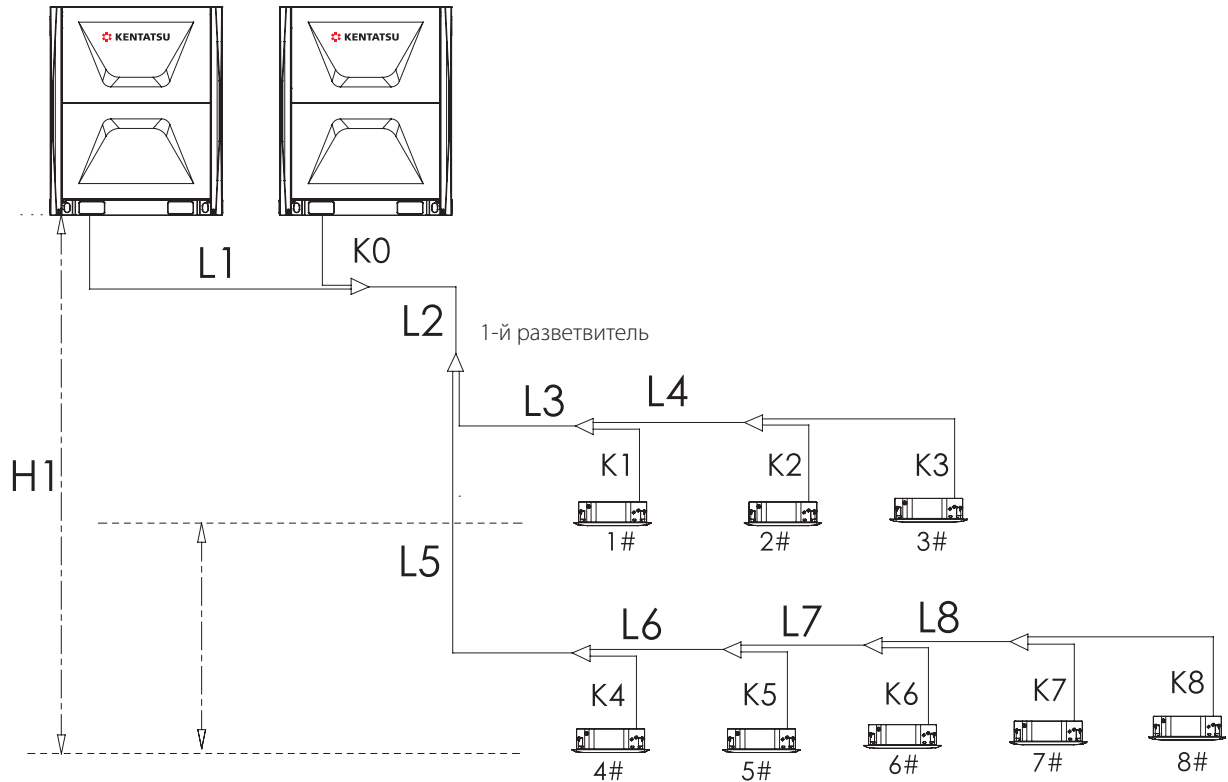 KENTATSU
KENTATSU
K0
L1
L2
1-й разветвитель
L3
L4
K1
K2
K3
H1
1#
2#
3#
L5
L6
L7
L8
K4
K5
K6
K7
K8
4#
5#
6#
7#
8#